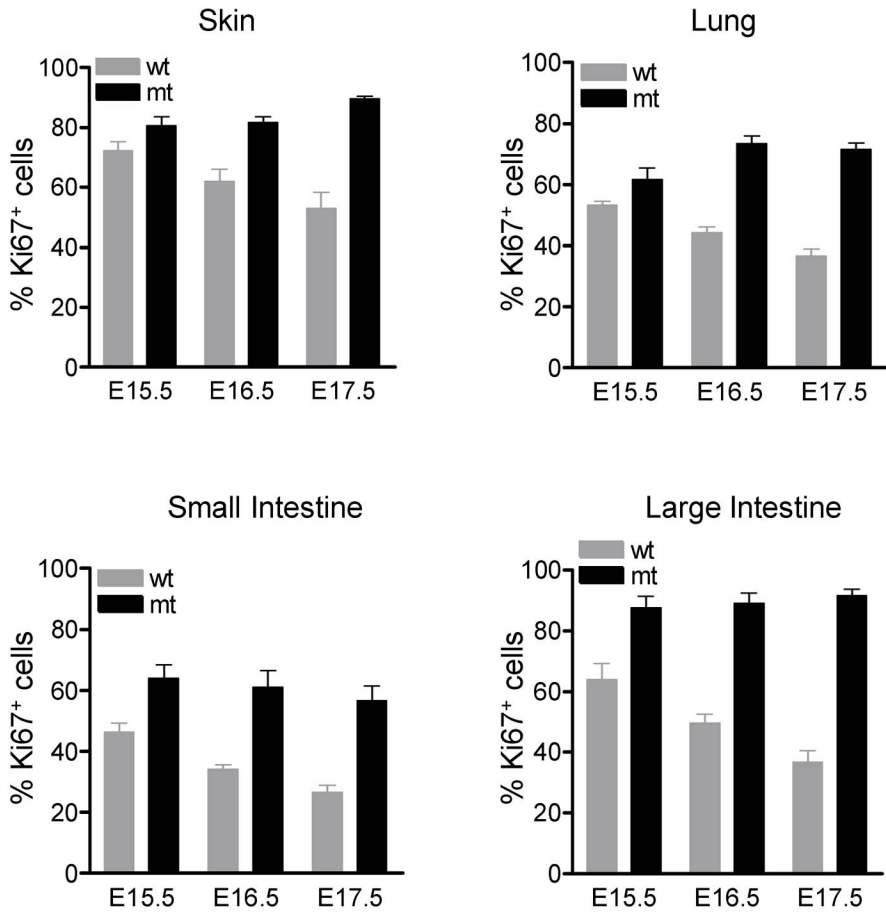 Skin
wt
mt
% Ki67⁺ cells
100
80
60
40
20
0
E15.5 E16.5 E17.5
Lung
wt
mt
% Ki67⁺ cells
100
80
60
40
20
0
E15.5 E16.5 E17.5
Small Intestine
wt
mt
% Ki67⁺ cells
100
80
60
40
20
0
E15.5 E16.5 E17.5
Large Intestine
wt
mt
% Ki67⁺ cells
100
80
60
40
20
0
E15.5 E16.5 E17.5